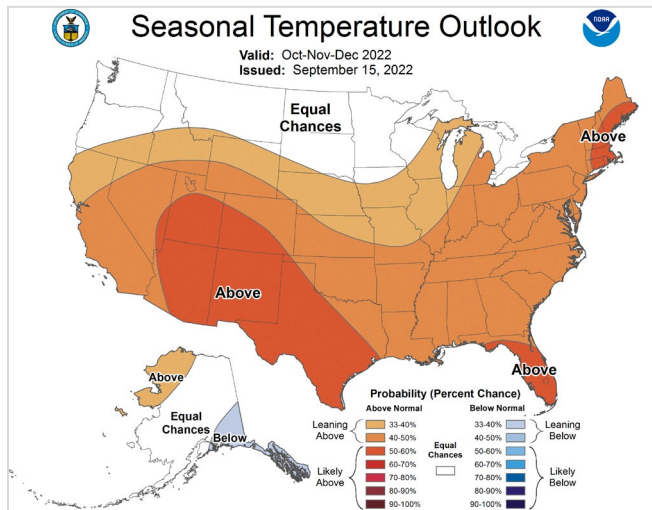 Seasonal Temperature Outlook
NOAA
Valid: Oct-Nov-Dec 2022
Issued: September 15, 2022
Equal
Chances
Above
Above
Above
Above
Equal
Chances
Below
Probability (Percent Chance)
Above Normal
Below Normal
Leaning
Above
33-40%
40-50%
Likely
Above
50-60%
60-70%
70-80%
80-90%
90-100%
Equal
Chances
33-40%
40-50%
Leaning
Below
50-60%
60-70%
70-80%
80-90%
90-100%
Likely
Below